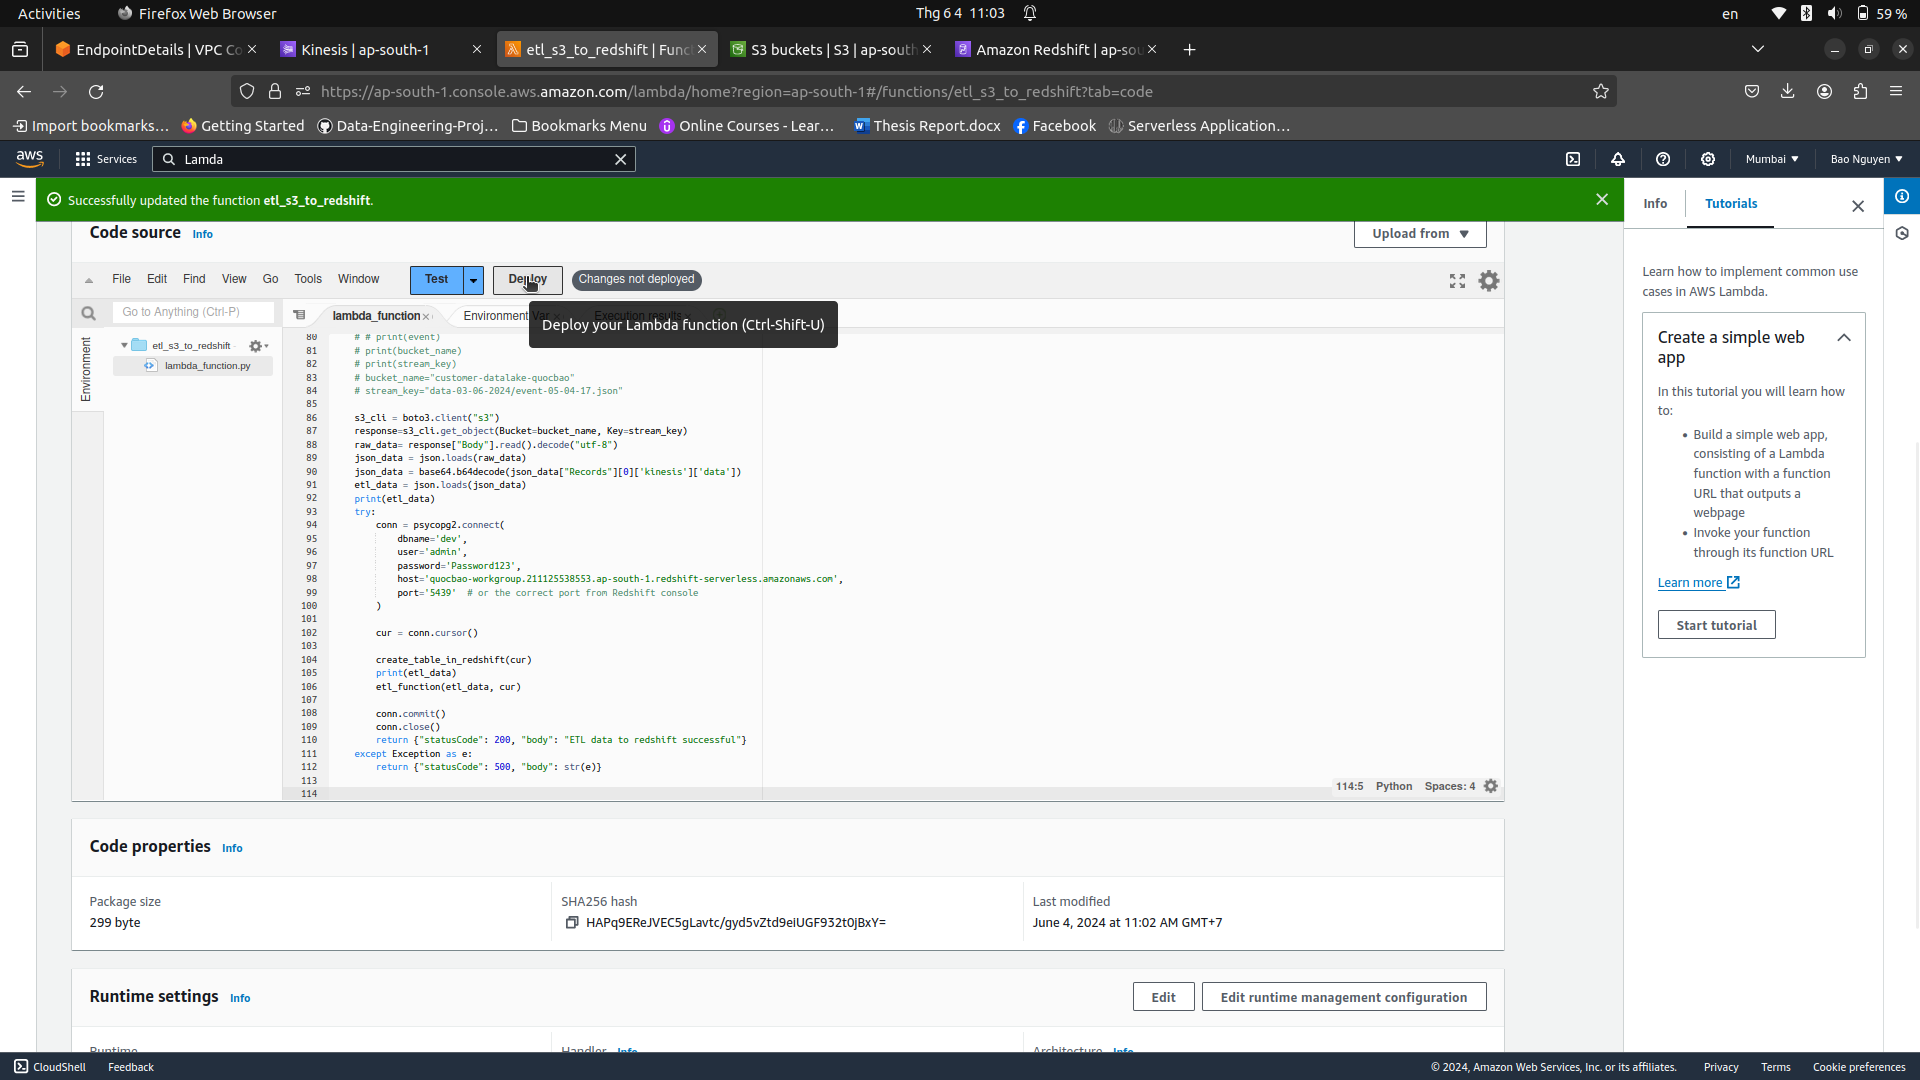 Activities
Firefox Web Browser
Thg 6 4 11:03
en
59 %
EndpointDetails | VPC Co
Kinesis | ap-south-1
etl_s3_to_redshift | Func
S3 buckets | S3 | ap-south
Amazon Redshift | ap-sou
https://ap-south-1.console.aws.amazon.com/lambda/home?region=ap-south-1#/functions/etl_s3_to_redshift?tab=code
Import bookmarks…
Getting Started
Data-Engineering-Proj…
Bookmarks Menu
Online Courses - Lear…
Thesis Report.docx
Facebook
Serverless Application…
aws
Services
Lamda
Mumbai
Bao Nguyen
Successfully updated the function etl_s3_to_redshift.
Info
Tutorials
Code source
Info
Upload from
File Edit Find View Go Tools Window
Test
Deploy
Changes not deployed
Go to Anything (Ctrl-P)
lambda_function
Environment Var
Execution results
Deploy your Lambda function (Ctrl-Shift-U)
Environment
etl_s3_to_redshift
lambda_function.py
80 # # print(event)
81 # print(bucket_name)
82 # print(stream_key)
83 # bucket_name="customer-datalake-quocbao"
84 # stream_key="data-03-06-2024/event-05-04-17.json"
85
86 s3_cli = boto3.client("s3")
87 response=s3_cli.get_object(Bucket=bucket_name, Key=stream_key)
88 raw_data= response["Body"].read().decode("utf-8")
89 json_data = json.loads(raw_data)
90 json_data = base64.b64decode(json_data["Records"][0]['kinesis']['data'])
91 etl_data = json.loads(json_data)
92 print(etl_data)
93 try:
94 conn = psycopg2.connect(
95 dbname='dev',
96 user='admin',
97 password='Password123',
98 host='quocbao-workgroup.211125538553.ap-south-1.redshift-serverless.amazonaws.com',
99 port='5439' # or the correct port from Redshift console
100 )
101
102 cur = conn.cursor()
103
104 create_table_in_redshift(cur)
105 print(etl_data)
106 etl_function(etl_data, cur)
107
108 conn.commit()
109 conn.close()
110 return {"statusCode": 200, "body": "ETL data to redshift successful"}
111 except Exception as e:
112 return {"statusCode": 500, "body": str(e)}
113
114
114:5 Python Spaces: 4
Learn how to implement common use
cases in AWS Lambda.
Create a simple web
app
In this tutorial you will learn how
to:
• Build a simple web app,
consisting of a Lambda
function with a function
URL that outputs a
webpage
• Invoke your function
through its function URL
Learn more
Start tutorial
Code properties Info
Package size
299 byte
SHA256 hash
HAPq9EReJVEC5gLavtc/gyd5vZtd9eiUGF932t0jBxY=
Last modified
June 4, 2024 at 11:02 AM GMT+7
Runtime settings Info
Edit
Edit runtime management configuration
Runtime
Handler Info
Architecture Info
CloudShell
Feedback
© 2024, Amazon Web Services, Inc. or its affiliates.
Privacy
Terms
Cookie preferences